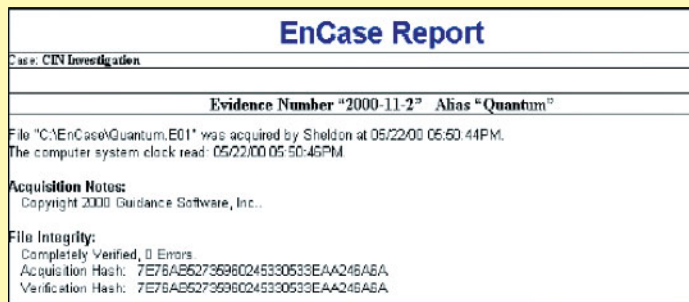 EnCase Report
Case: CIN Investigation
Evidence Number "2000-11-2" Alias "Quantum"
File "C:\EnCase\Quantum.E01" was acquired by Sheldon at 05/22/00 05:50:44PM.
The computer system clock read: 05/22/00 05:50:46PM.
Acquisition Notes:
Copyright 2000 Guidance Software, Inc..
File Integrity:
Completely Verified, 0 Errors.
Acquisition Hash: 7E76AB52735960245330533EAA246A6A
Verification Hash: 7E76AB52735960245330533EAA246A6A